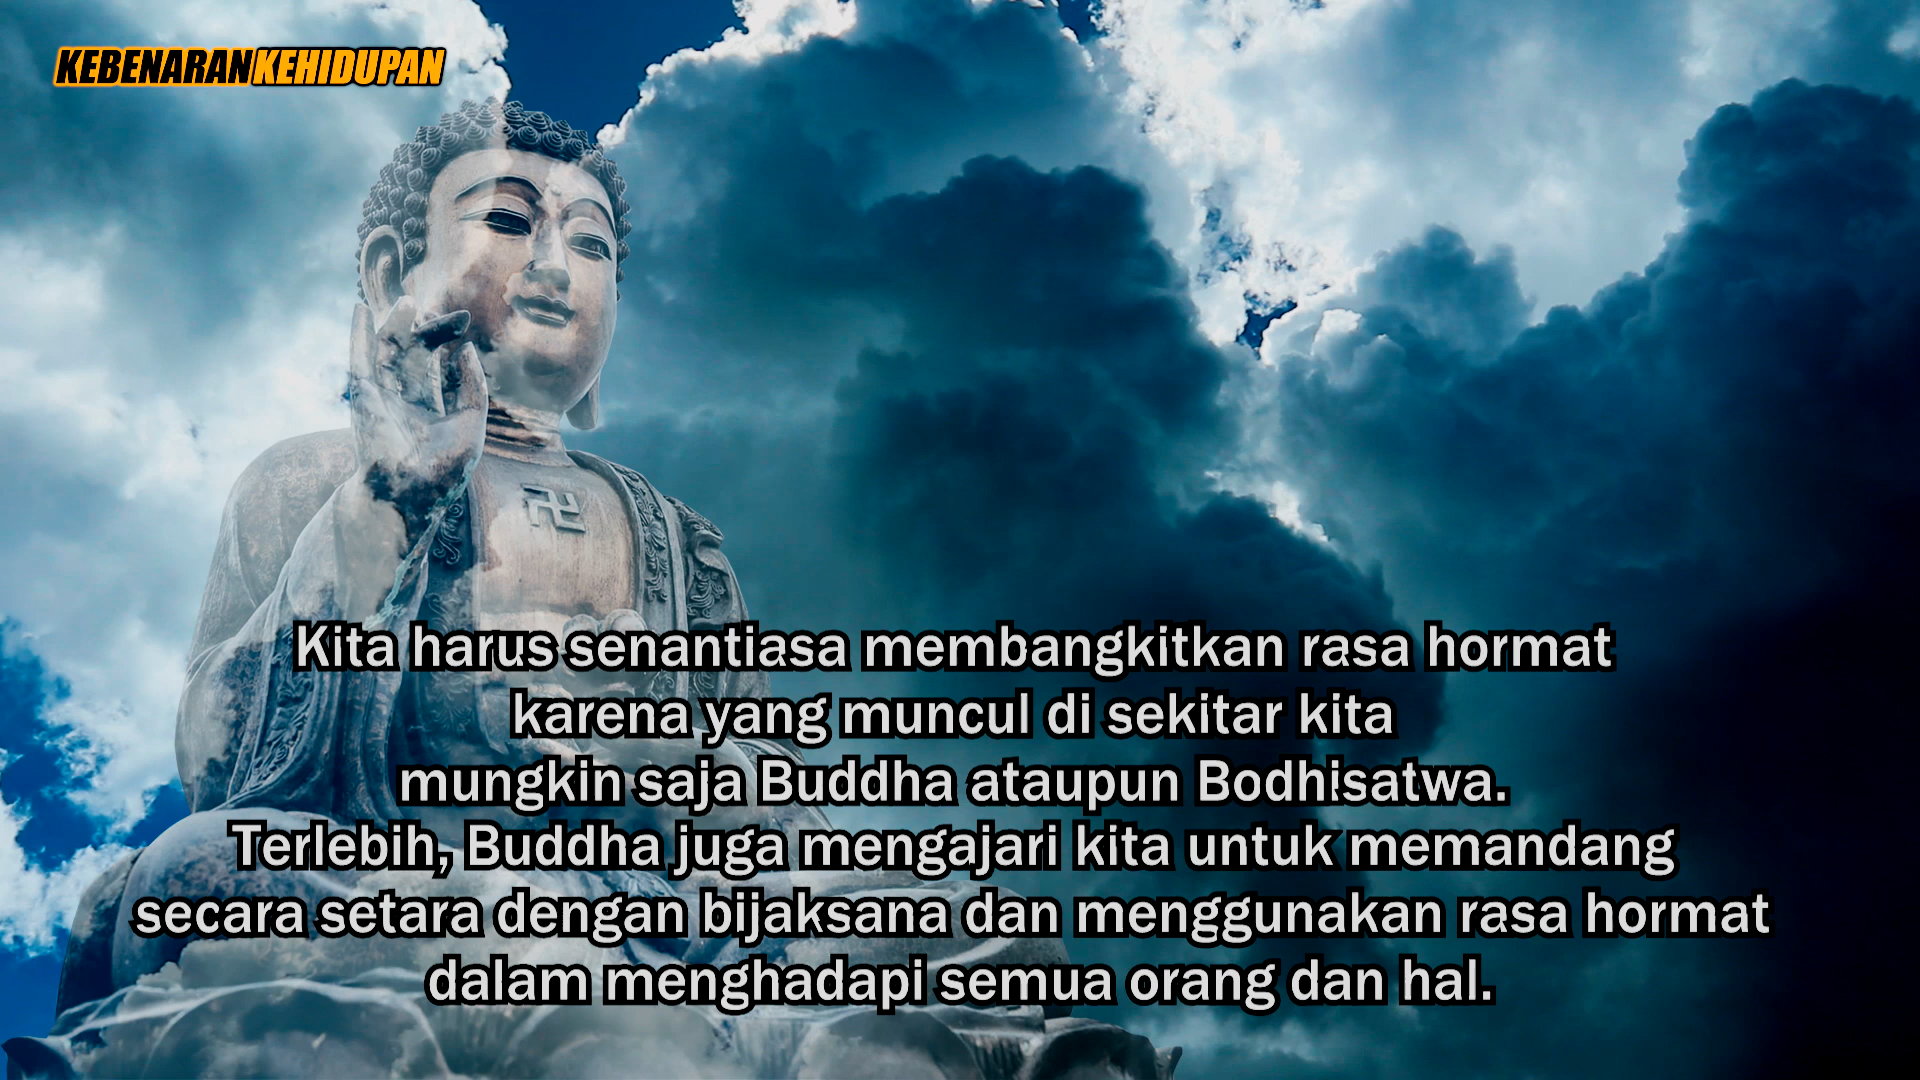 KEBENARANKEHIDUPAN
Kita harus senantiasa membangkitkan rasa hormat
karena yang muncul di sekitar kita
mungkin saja Buddha ataupun Bodhisatwa.
Terlebih, Buddha juga mengajari kita untuk memandang
secara setara dengan bijaksana dan menggunakan rasa hormat
dalam menghadapi semua orang dan hal.